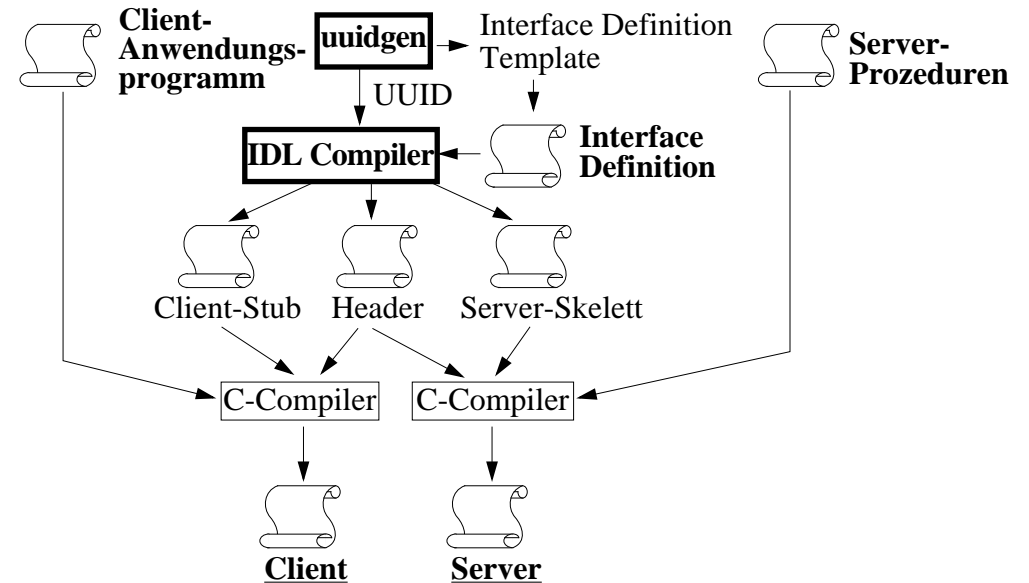 Client-
Anwendungs-
programm
uuidgen
Interface Definition
Template
Server-
Prozeduren
UUID
IDL Compiler
Interface
Definition
Client-Stub
Header
Server-Skelett
C-Compiler
C-Compiler
Client
Server